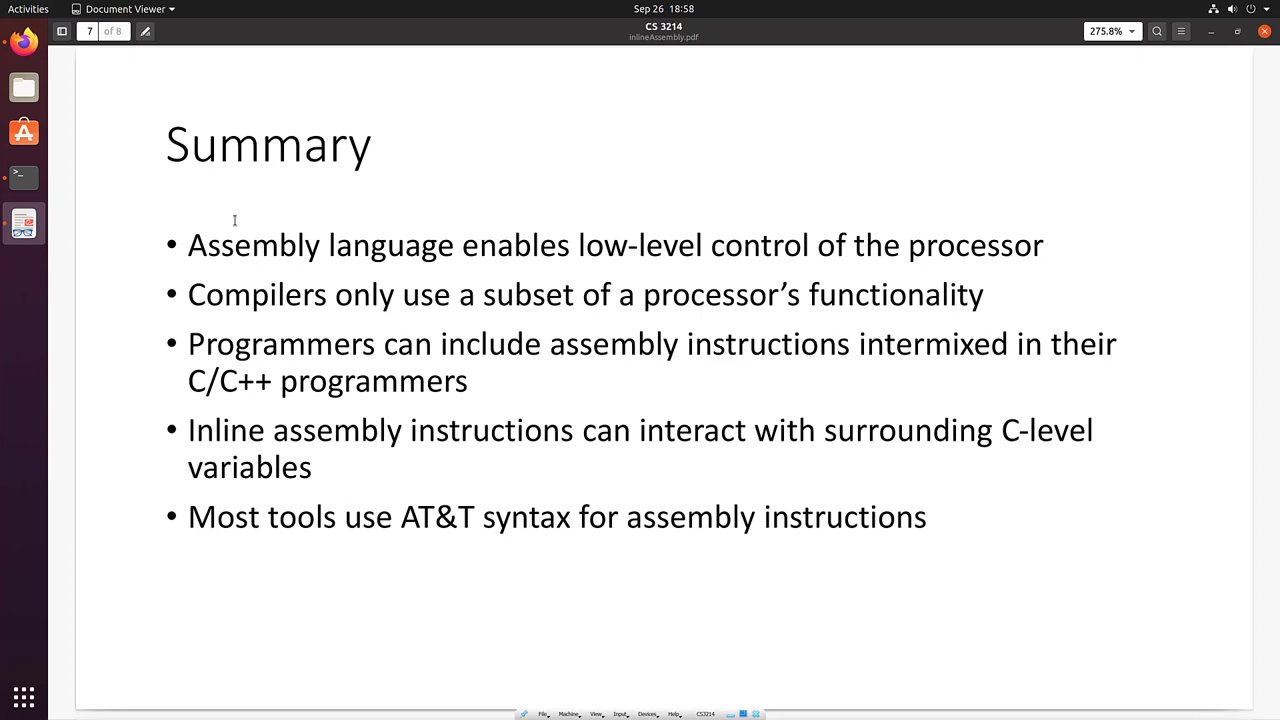 Activities
Document Viewer
Sep 26 18:58
7
of 8
CS 3214
inlineAssembly.pdf
275.8%
Summary
• Assembly language enables low-level control of the processor
• Compilers only use a subset of a processor’s functionality
• Programmers can include assembly instructions intermixed in their
C/C++ programmers
• Inline assembly instructions can interact with surrounding C-level
variables
• Most tools use AT&T syntax for assembly instructions
File Machine View Input Devices Help CS3214